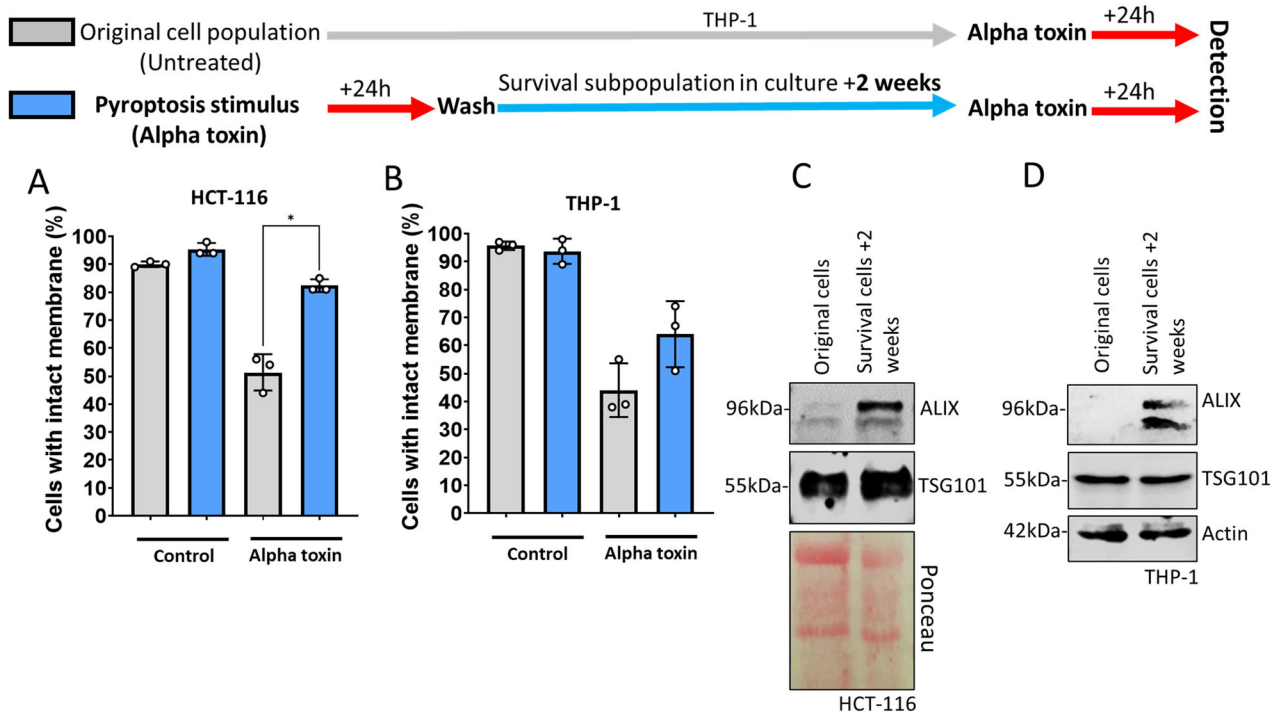 Original cell population
(Untreated)
THP-1
Alpha toxin
+24h
Detection
Pyroptosis stimulus
(Alpha toxin)
+24h
Wash
Survival subpopulation in culture +2 weeks
Alpha toxin
+24h
A
HCT-116
Cells with intact membrane (%)
100
90
80
70
60
50
40
30
20
10
0
*
Control
Alpha toxin
B
THP-1
Cells with intact membrane (%)
100
90
80
70
60
50
40
30
20
10
0
Control
Alpha toxin
C
Original cells
Survival cells +2
weeks
96kDa-
ALIX
55kDa-
TSG101
Ponceau
HCT-116
D
Original cells
Survival cells +2
weeks
96kDa-
ALIX
55kDa-
TSG101
42kDa-
Actin
THP-1